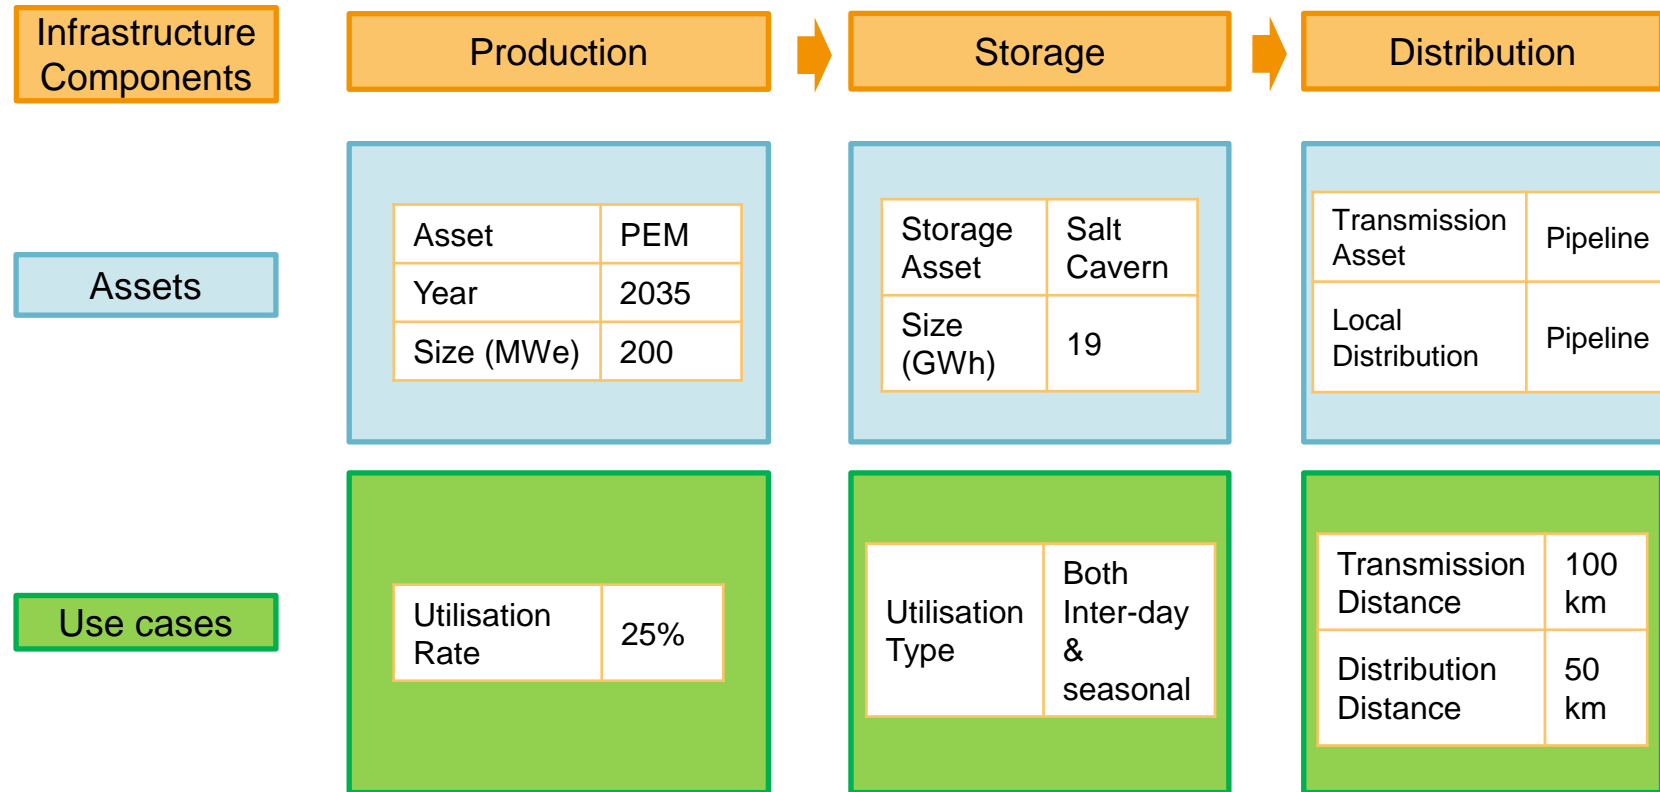 Infrastructure
Components
Production
Storage
Distribution
Assets
Asset
PEM
Year
2035
Size (MWe)
200
Storage
Asset
Salt
Cavern
Size
(GWh)
19
Transmission
Asset
Pipeline
Local
Distribution
Pipeline
Use cases
Utilisation
Rate
25%
Utilisation
Type
Both
Inter-day
&
seasonal
Transmission
Distance
100
km
Distribution
Distance
50
km